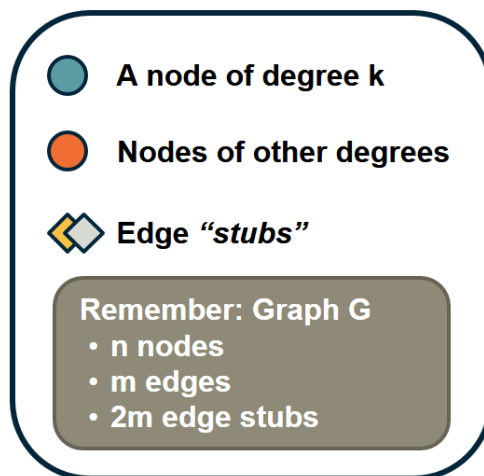 A node of degree k
Nodes of other degrees
Edge “stubs”
Remember: Graph G
• n nodes
• m edges
• 2m edge stubs